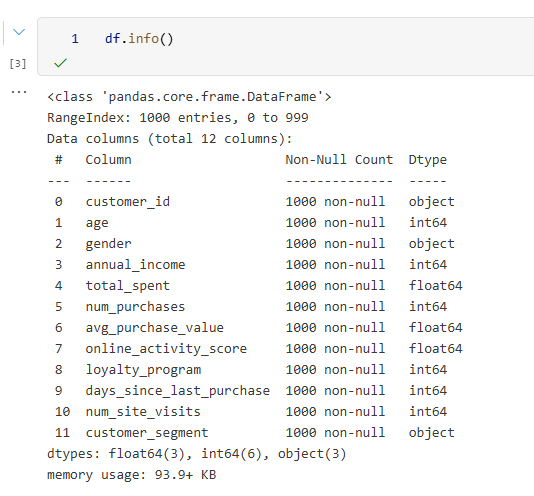 1 df.info()
[3]
...
<class 'pandas.core.frame.DataFrame'>
RangeIndex: 1000 entries, 0 to 999
Data columns (total 12 columns):
 #   Column                    Non-Null Count  Dtype
---  ------                    --------------  -----
 0   customer_id               1000 non-null   object
 1   age                       1000 non-null   int64
 2   gender                    1000 non-null   object
 3   annual_income             1000 non-null   int64
 4   total_spent               1000 non-null   float64
 5   num_purchases             1000 non-null   int64
 6   avg_purchase_value        1000 non-null   float64
 7   online_activity_score     1000 non-null   float64
 8   loyalty_program           1000 non-null   int64
 9   days_since_last_purchase  1000 non-null   int64
 10  num_site_visits           1000 non-null   int64
 11  customer_segment          1000 non-null   object
dtypes: float64(3), int64(6), object(3)
memory usage: 93.9+ KB